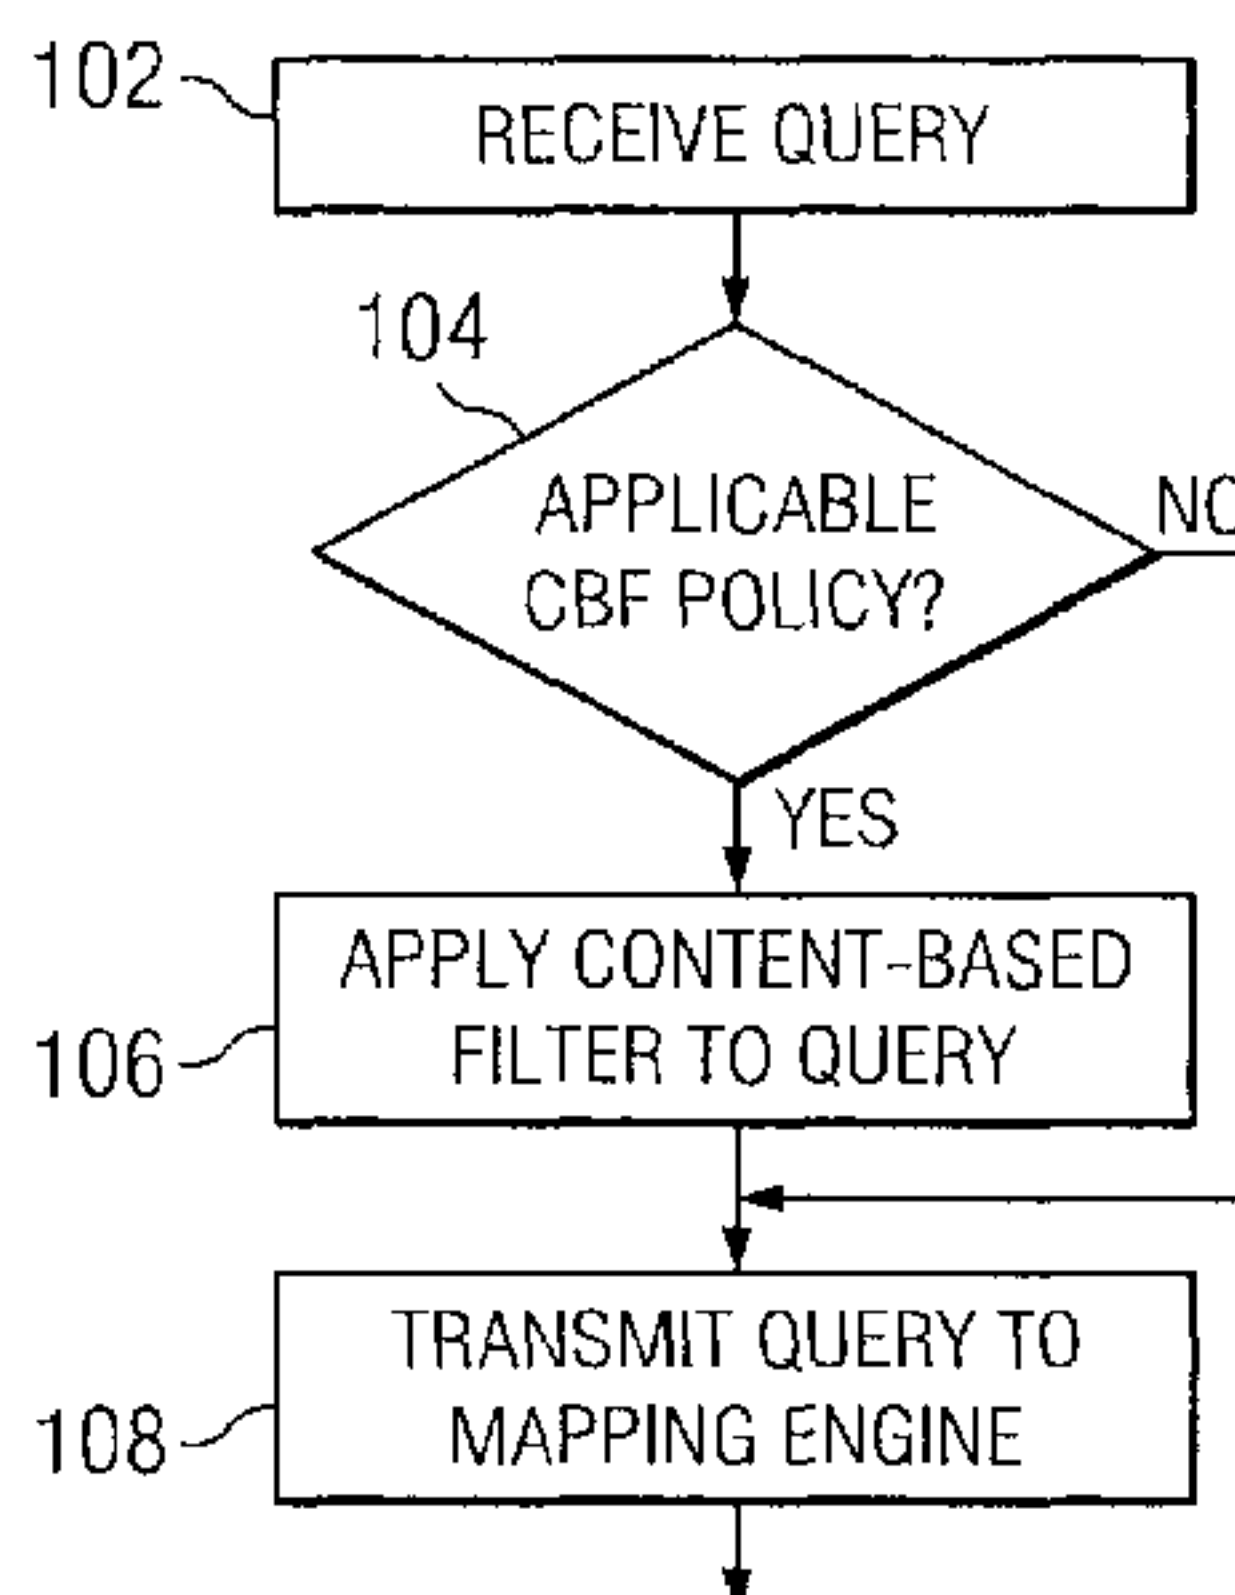 102
RECEIVE QUERY
104
APPLICABLE
CBF POLICY?
YES
APPLY CONTENT-BASED
FILTER TO QUERY
106
TRANSMIT QUERY TO
MAPPING ENGINE
108